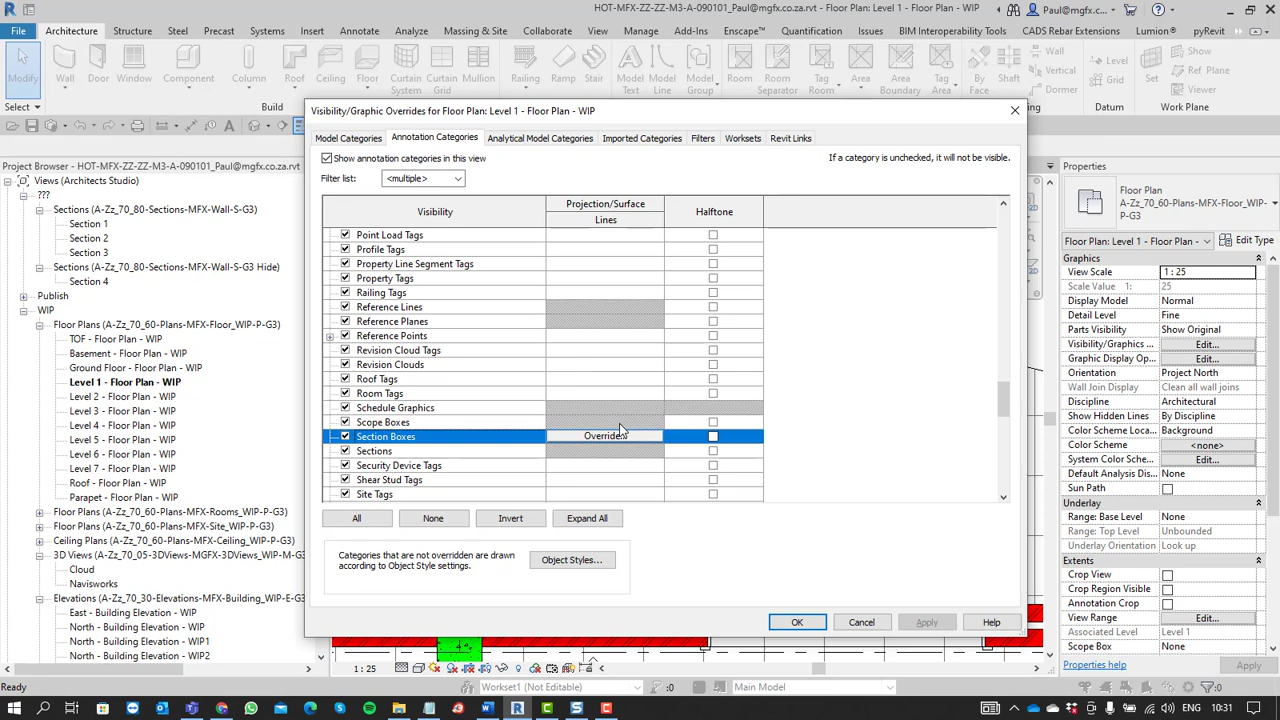 HOT-MFX-ZZ-ZZ-M3-A-090101_Paul@mgfx.co.za.rvt - Floor Plan: Level 1 - Floor Plan - WIP
Paul@mgfx.c...
File Architecture Structure Steel Precast Systems Insert Annotate Analyze Massing & Site Collaborate View Manage Add-Ins Enscape™ Quantification Issues BIM Interoperability Tools CADS Rebar Extensions Lumion® pyRevit
Modify Wall Door Window Component Column Roof Ceiling Floor Curtain System Curtain Grid Mullion Railing Ramp Stair Model Text Model Line Model Group Room Room Separator Tag Room Area Area Boundary Tag Area By Face Shaft Wall Vertical Dormer Level Grid Set Show Ref Plane Viewer
Select Build Datum Work Plane
Project Browser - HOT-MFX-ZZ-ZZ-M3-A-090101_Paul@mgfx.co.za.rvt
Views (Architects Studio)
???
Sections (A-Zz_70_80-Sections-MFX-Wall-S-G3)
Section 1
Section 2
Section 3
Sections (A-Zz_70_80-Sections-MFX-Wall-S-G3 Hide)
Section 4
Publish
WIP
Floor Plans (A-Zz_70_60-Plans-MFX-Floor_WIP-P-G3)
TOF - Floor Plan - WIP
Basement - Floor Plan - WIP
Ground Floor - Floor Plan - WIP
Level 1 - Floor Plan - WIP
Level 2 - Floor Plan - WIP
Level 3 - Floor Plan - WIP
Level 4 - Floor Plan - WIP
Level 5 - Floor Plan - WIP
Level 6 - Floor Plan - WIP
Level 7 - Floor Plan - WIP
Roof - Floor Plan - WIP
Parapet - Floor Plan - WIP
Floor Plans (A-Zz_70_60-Plans-MFX-Rooms_WIP-P-G3)
Floor Plans (A-Zz_70_60-Plans-MFX-Site_WIP-P-G3)
Ceiling Plans (A-Zz_70_60-Plans-MFX-Ceiling_WIP-P-G3)
3D Views (A-Zz_70_05-3DViews-MGFX-3DViews_WIP-M-G
Cloud
Navisworks
Elevations (A-Zz_70_30-Elevations-MFX-Building_WIP-E-G3
East - Building Elevation - WIP
North - Building Elevation - WIP
North - Building Elevation - WIP1
North - Building Elevation - WIP2
Visibility/Graphic Overrides for Floor Plan: Level 1 - Floor Plan - WIP
Model Categories Annotation Categories Analytical Model Categories Imported Categories Filters Worksets Revit Links
Show annotation categories in this view
If a category is unchecked, it will not be visible.
Filter list: <multiple>
Visibility Projection/Surface Halftone
Lines
Point Load Tags
Profile Tags
Property Line Segment Tags
Property Tags
Railing Tags
Reference Lines
Reference Planes
Reference Points
Revision Cloud Tags
Revision Clouds
Roof Tags
Room Tags
Schedule Graphics
Scope Boxes
Section Boxes
Sections
Security Device Tags
Shear Stud Tags
Site Tags
All None Invert Expand All
Categories that are not overridden are drawn
according to Object Style settings.
Object Styles...
OK Cancel Apply Help
Properties
Floor Plan
A-Zz_70_60-Plans-MFX-Floor_WIP-
P-G3
Floor Plan: Level 1 - Floor Plan - Edit Type
Graphics
View Scale 1 : 25
Scale Value 1: 25
Display Model Normal
Detail Level Fine
Parts Visibility Show Original
Visibility/Graphics ... Edit...
Graphic Display Op... Edit...
Orientation Project North
Wall Join Display Clean all wall joins
Discipline Architectural
Show Hidden Lines By Discipline
Color Scheme Loc... Background
Color Scheme <none>
System Color Sche... Edit...
Default Analysis Dis... None
Sun Path
Underlay
Range: Base Level None
Range: Top Level Unbounded
Underlay Orientation Look up
Extents
Crop View
Crop Region Visible
Annotation Crop
View Range Edit...
Associated Level Level 1
Scope Box None
Properties help Apply
1 : 25
Ready Workset1 (Not Editable) :0 Main Model :0
ENG 10:31